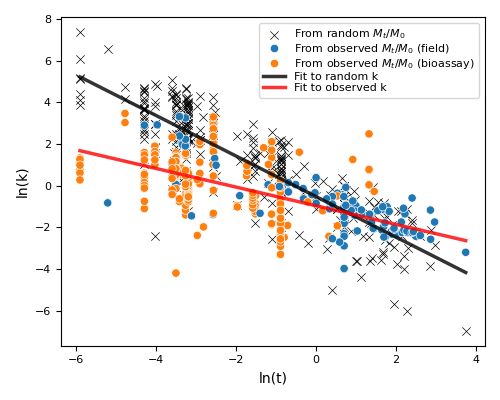 8
6
4
2
0
−2
−4
−6
−6
−4
−2
0
2
4
ln(k)
ln(t)
From random $M_t/M_0$
From observed $M_t/M_0$ (field)
From observed $M_t/M_0$ (bioassay)
Fit to random k
Fit to observed k